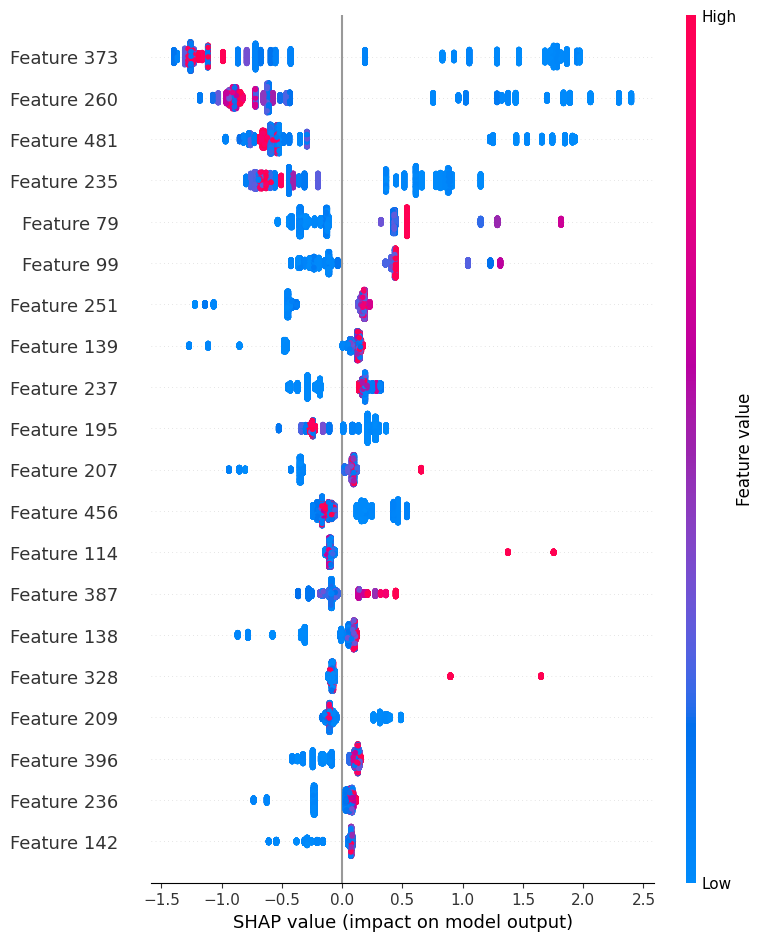 High
Feature 373
Feature 260
Feature 481
Feature 235
Feature 79
Feature 99
Feature 251
Feature 139
Feature 237
Feature 195
Feature 207
Feature 456
Feature 114
Feature 387
Feature 138
Feature 328
Feature 209
Feature 396
Feature 236
Feature 142
Feature value
Low
−1.5 −1.0 −0.5 0.0 0.5 1.0 1.5 2.0 2.5
SHAP value (impact on model output)